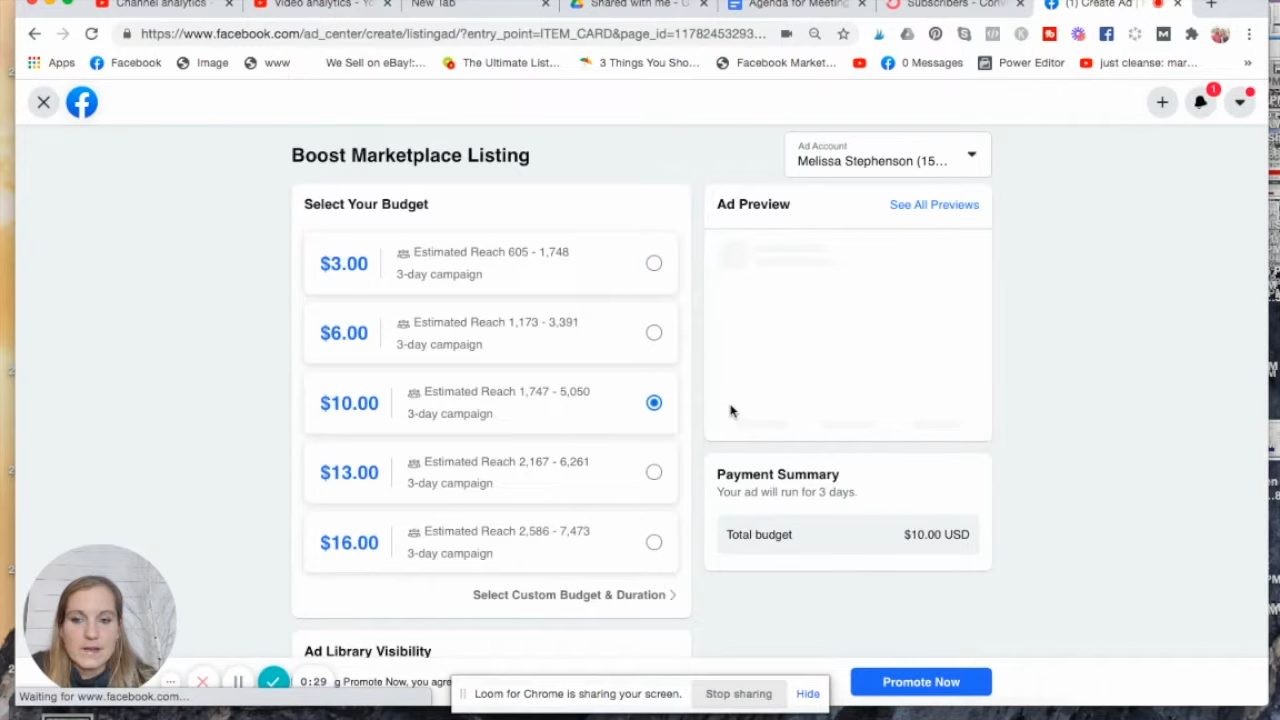 Channel analytics -
Video analytics - Yo
New Tab
Shared with me - G
Agenda for Meeting
Subscribers - Conv
(1) Create Ad |
https://www.facebook.com/ad_center/create/listingad/?entry_point=ITEM_CARD&page_id=11782453293...
Apps
Facebook
Image
www
We Sell on eBay!:...
The Ultimate List...
3 Things You Sho...
Facebook Market...
0 Messages
Power Editor
just cleanse: mar...
»
1
Boost Marketplace Listing
Ad Account
Melissa Stephenson (15...
Select Your Budget
$3.00
Estimated Reach 605 - 1,748
3-day campaign
$6.00
Estimated Reach 1,173 - 3,391
3-day campaign
$10.00
Estimated Reach 1,747 - 5,050
3-day campaign
$13.00
Estimated Reach 2,167 - 6,261
3-day campaign
$16.00
Estimated Reach 2,586 - 7,473
3-day campaign
Select Custom Budget & Duration >
Ad Library Visibility
Ad Preview
See All Previews
Payment Summary
Your ad will run for 3 days.
Total budget
$10.00 USD
0:29
g Promote Now, you agre
Promote Now
Waiting for www.facebook.com...
Loom for Chrome is sharing your screen.
Stop sharing
Hide